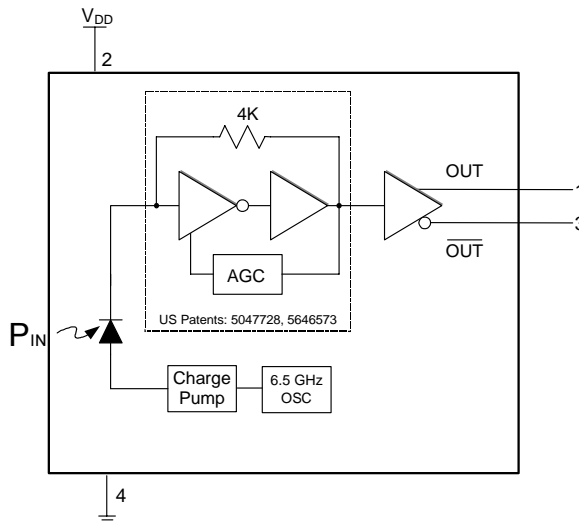 VDD
2
4K
OUT
1
3
OUT
AGC
US Patents: 5047728, 5646573
PIN
Charge
Pump
6.5 GHz
OSC
4